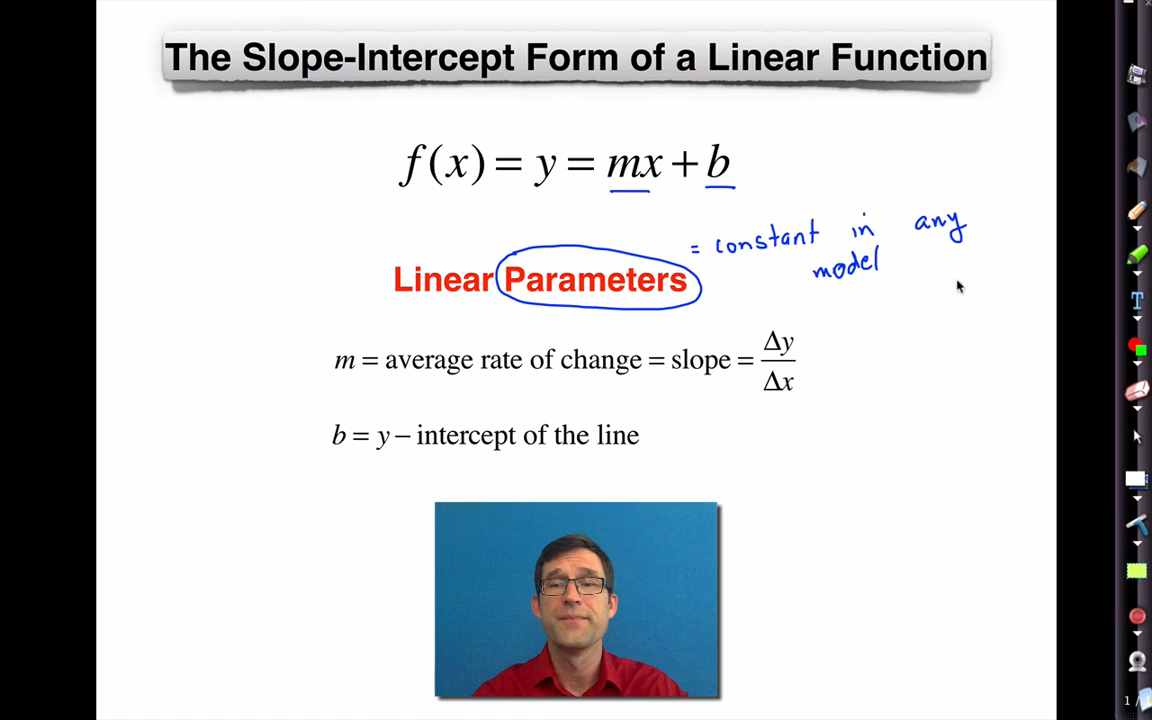 The Slope-Intercept Form of a Linear Function
f(x) = y = mx + b
= constant in any
model
Linear Parameters
m = average rate of change = slope = Δy/Δx
b = y − intercept of the line
T
1 /